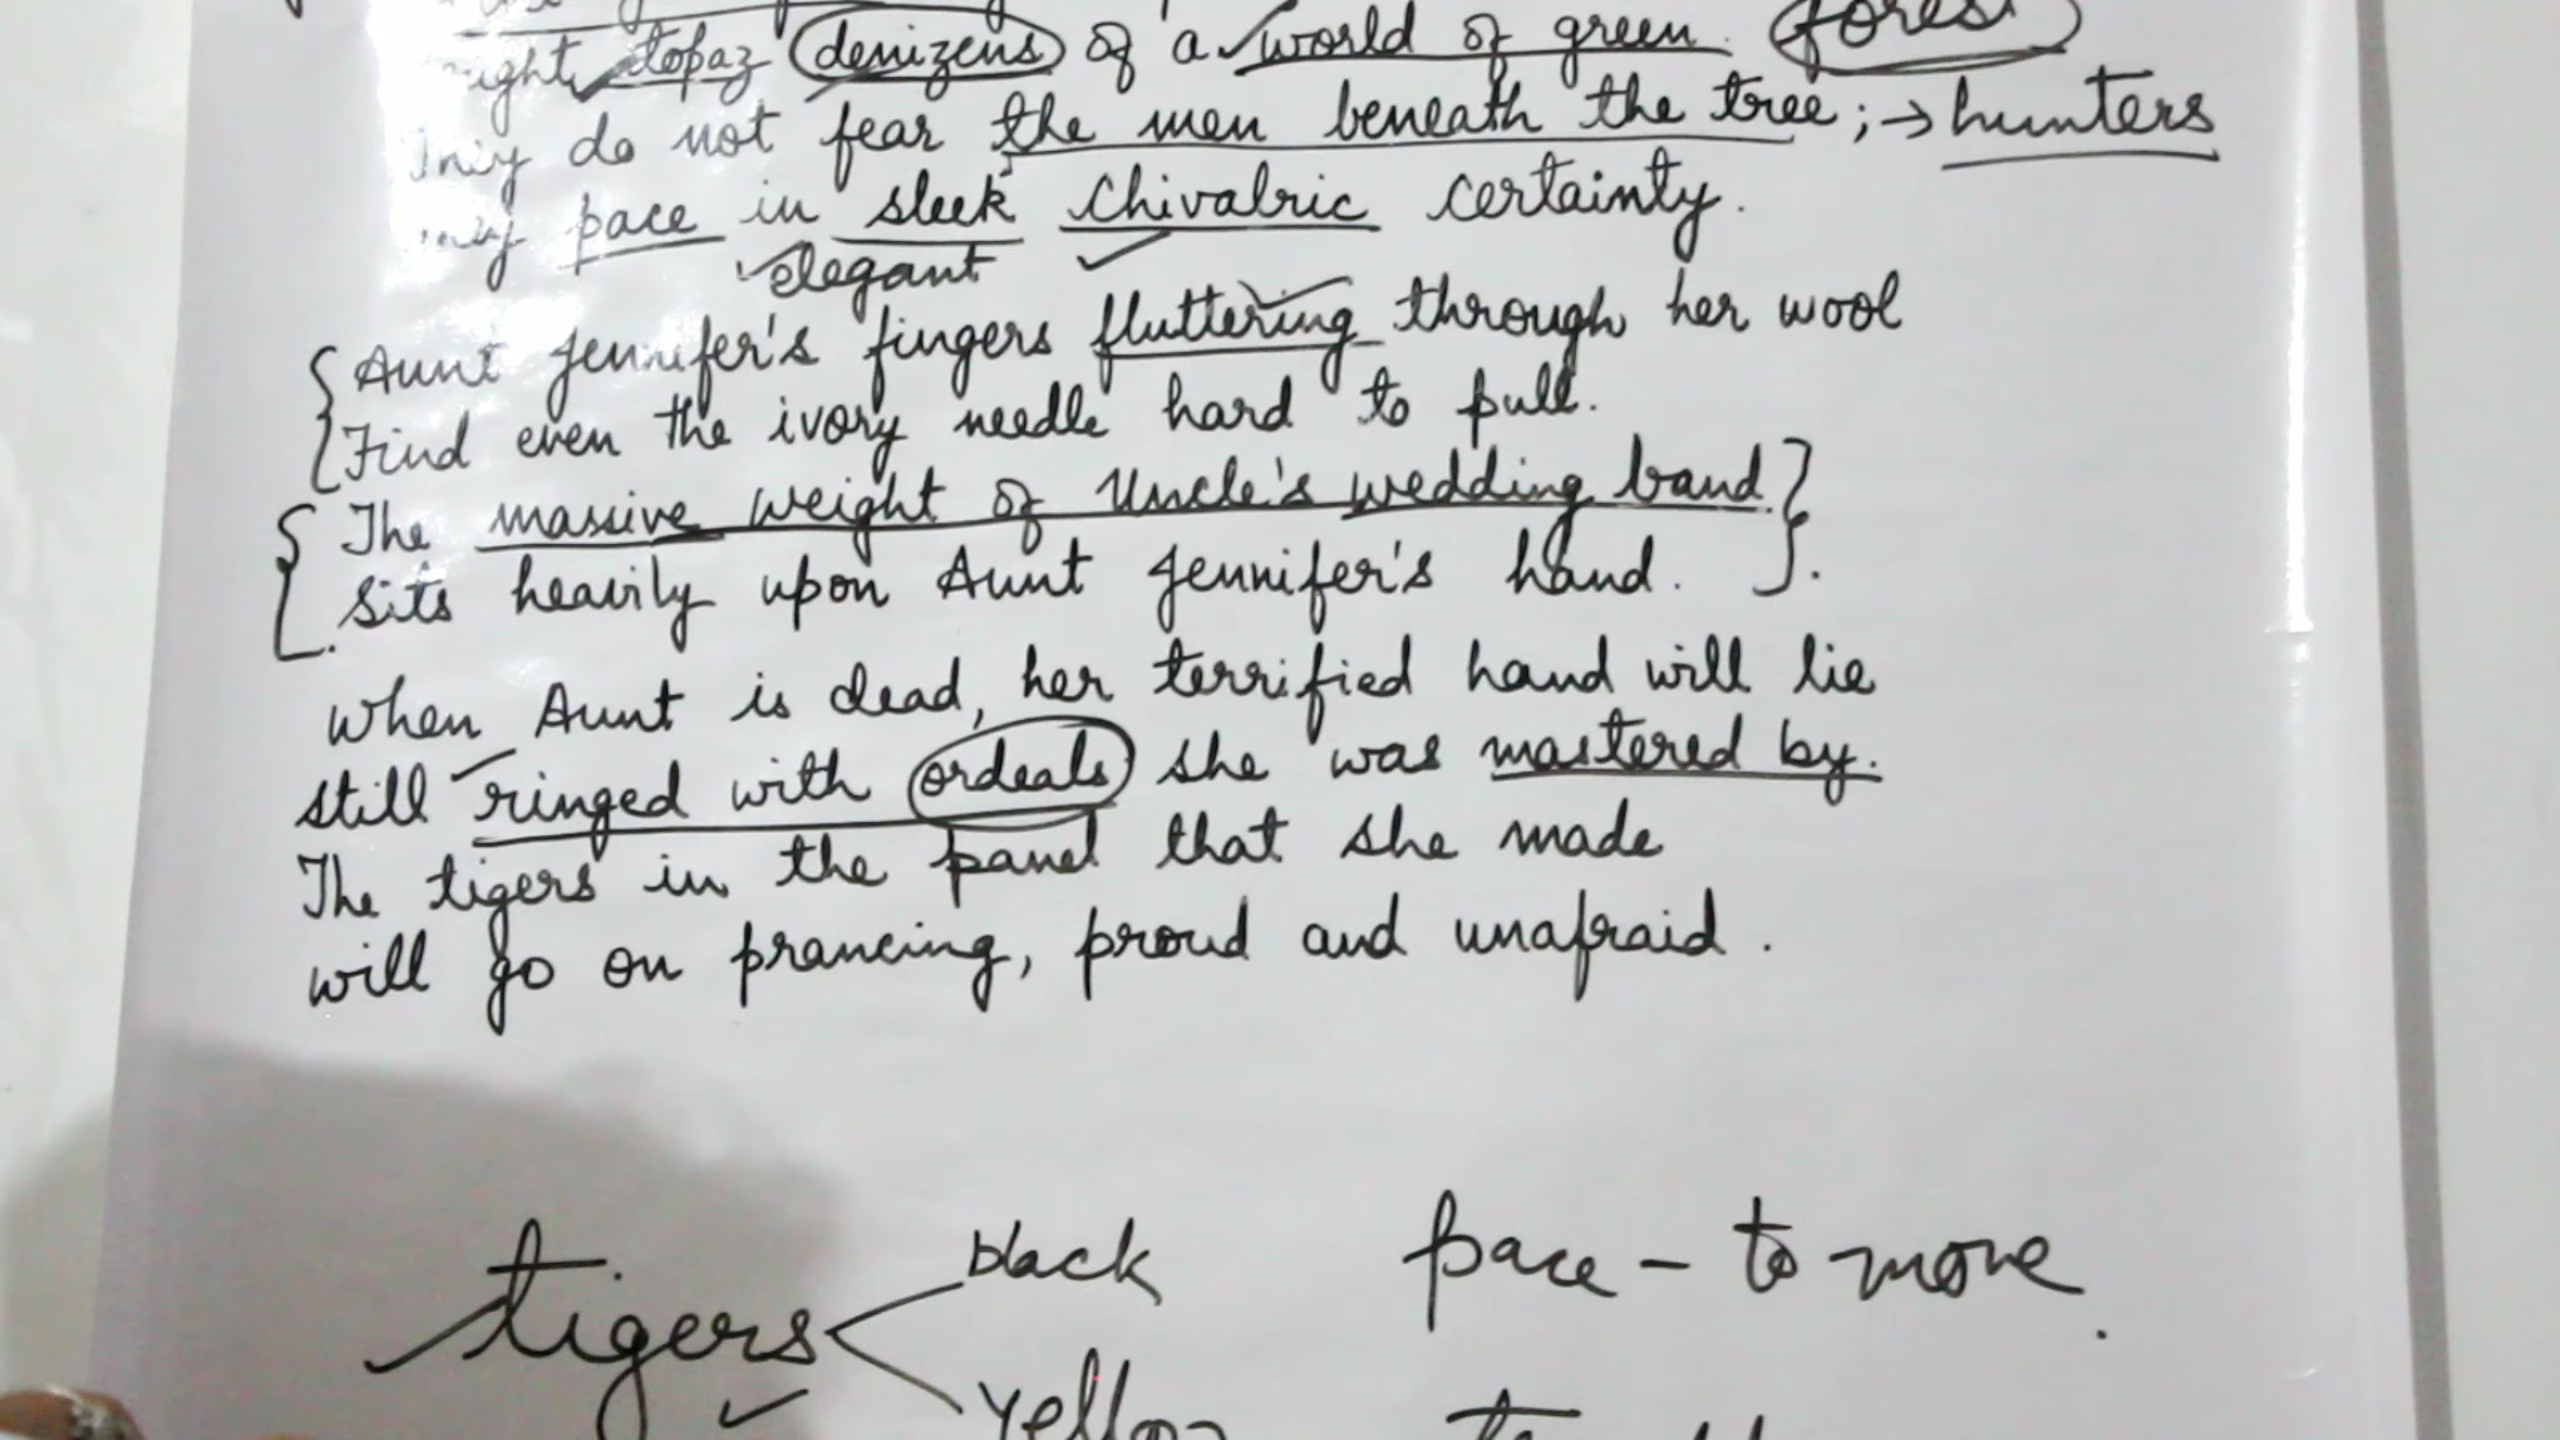 topaz denizens of a world of green. forest
They do not fear the men beneath the tree; → hunters
They pace in sleek chivalric certainty.
elegant
Aunt Jennifer's fingers fluttering through her wool
Find even the ivory needle hard to pull.
The massive weight of Uncle's wedding band
Sits heavily upon Aunt Jennifer's hand.
When Aunt is dead, her terrified hand will lie
still ringed with ordeals she was mastered by.
The tigers in the panel that she made
will go on prancing, proud and unafraid.
black
pace - to move.
tigers
yellow